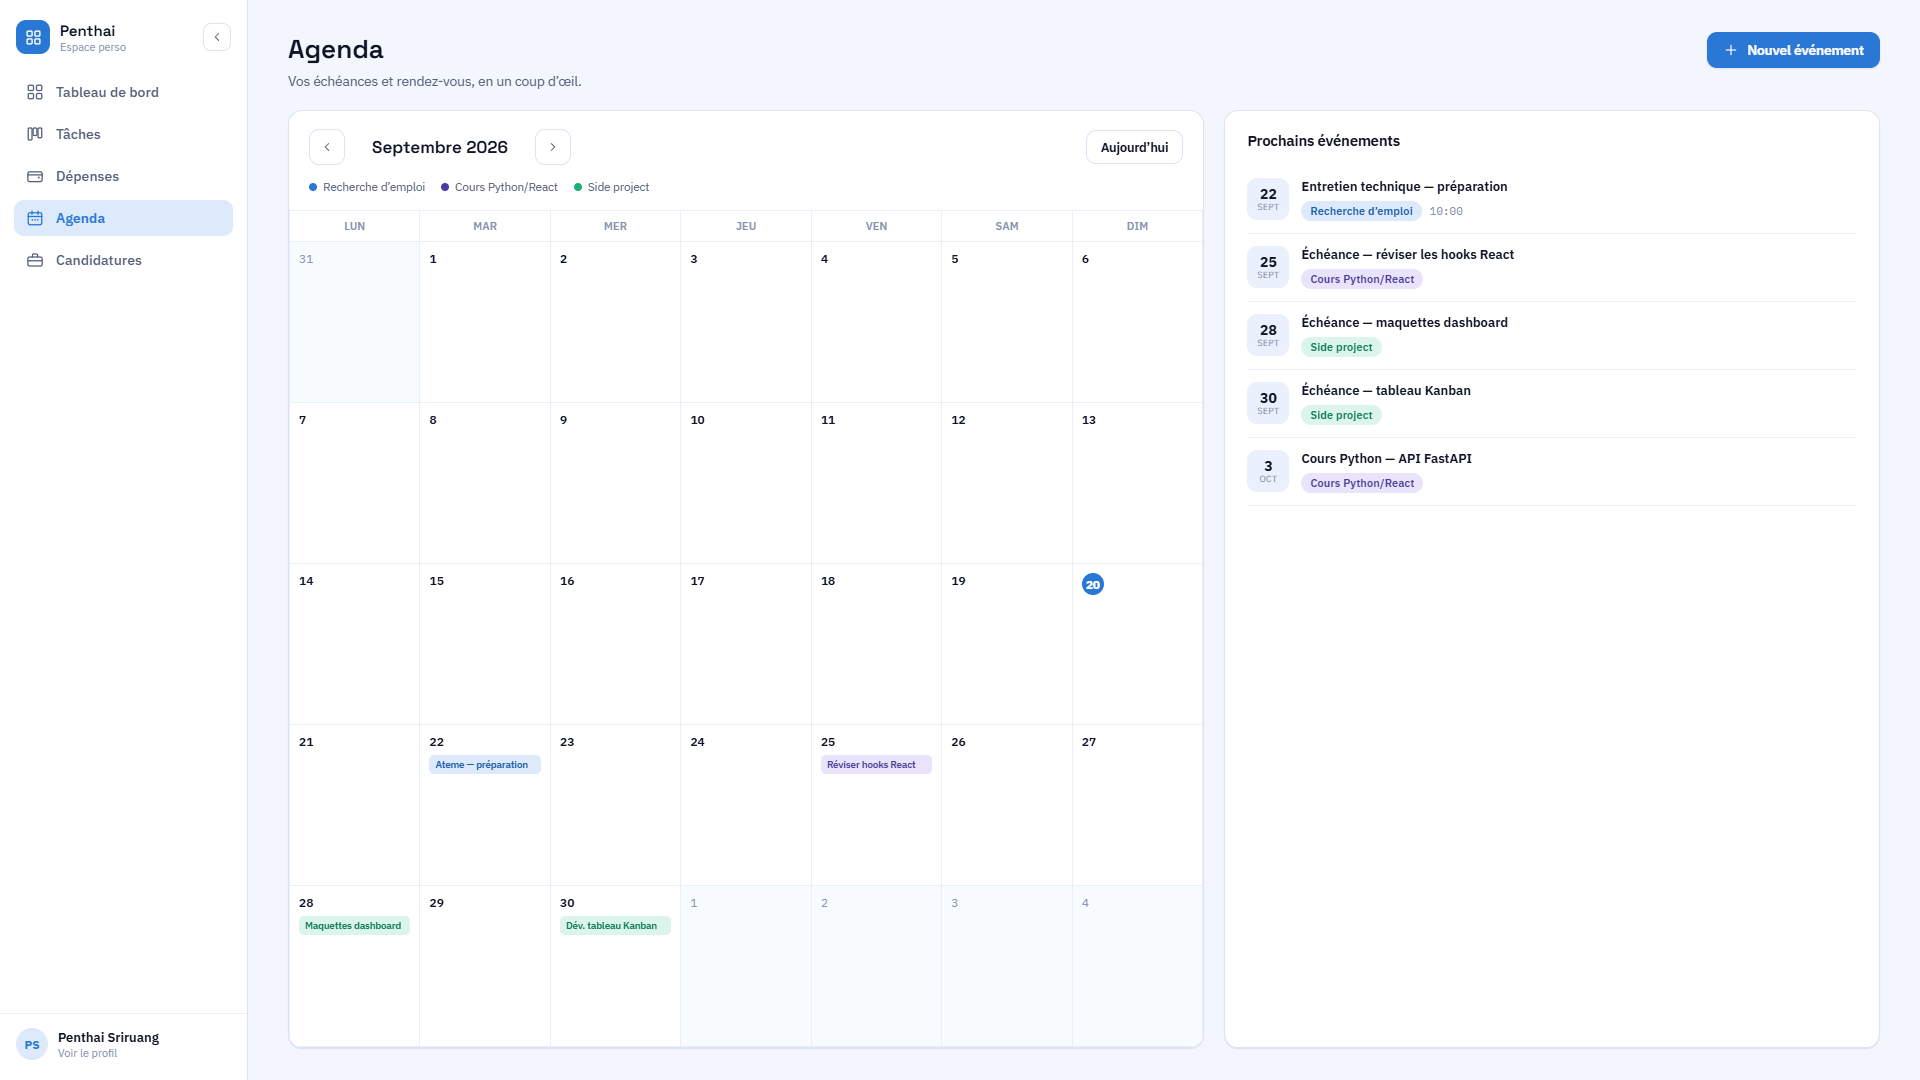 Penthai
Espace perso
Tableau de bord
Tâches
Dépenses
Agenda
Candidatures
Penthai Sriruang
PS
Voir le profil
Agenda
Vos échéances et rendez-vous, en un coup d’œil.
Nouvel événement
Septembre 2026
Aujourd’hui
Recherche d’emploi
Cours Python/React
Side project
LUN MAR MER JEU VEN SAM DIM
31 1 2 3 4 5 6
7 8 9 10 11 12 13
14 15 16 17 18 19 20
21 22 23 24 25 26 27
Ateme — préparation
Réviser hooks React
28 29 30 1 2 3 4
Maquettes dashboard
Dév. tableau Kanban
Prochains événements
22 SEPT
Entretien technique — préparation
Recherche d’emploi 10:00
25 SEPT
Échéance — réviser les hooks React
Cours Python/React
28 SEPT
Échéance — maquettes dashboard
Side project
30 SEPT
Échéance — tableau Kanban
Side project
3 OCT
Cours Python — API FastAPI
Cours Python/React